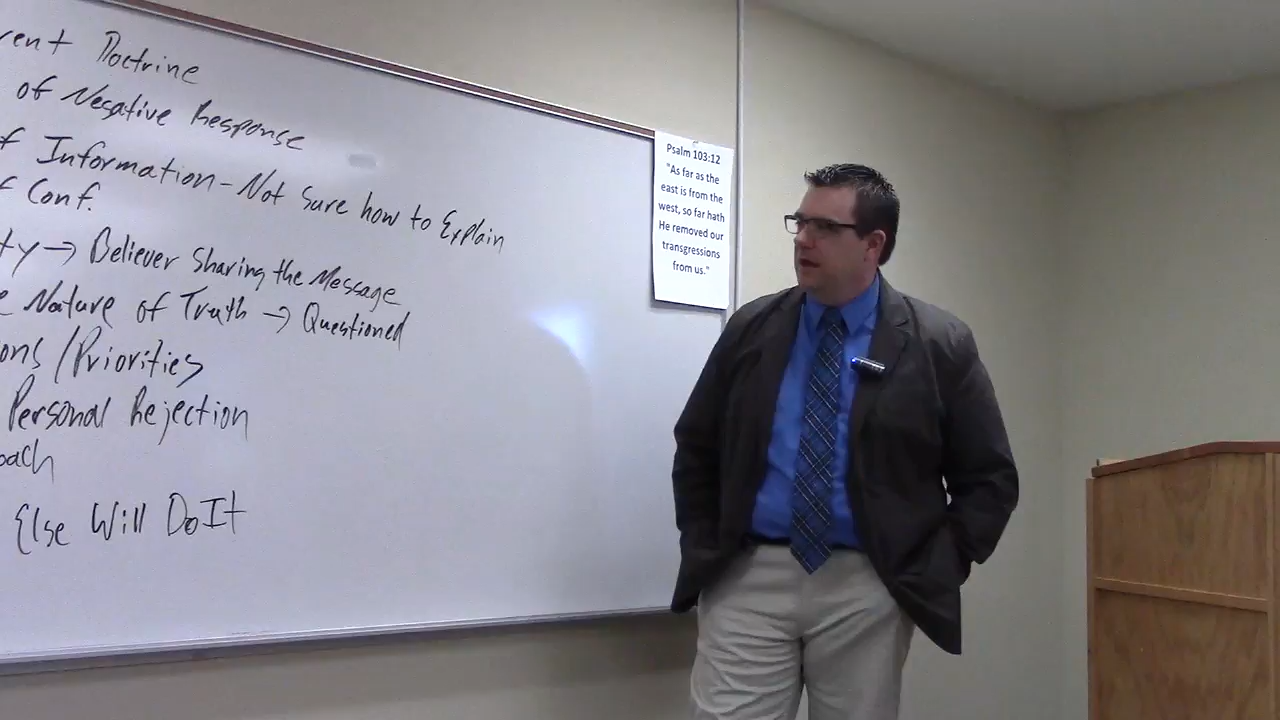 rent Doctrine
of Negative Response
f Information - Not Sure how to Explain
f Conf.
ty → Believer Sharing the Message
e Nature of Truth → Questioned
ons / Priorities
Personal Rejection
oach
Else Will Do It
Psalm 103:12
"As far as the
east is from the
west, so far hath
He removed our
transgressions
from us."